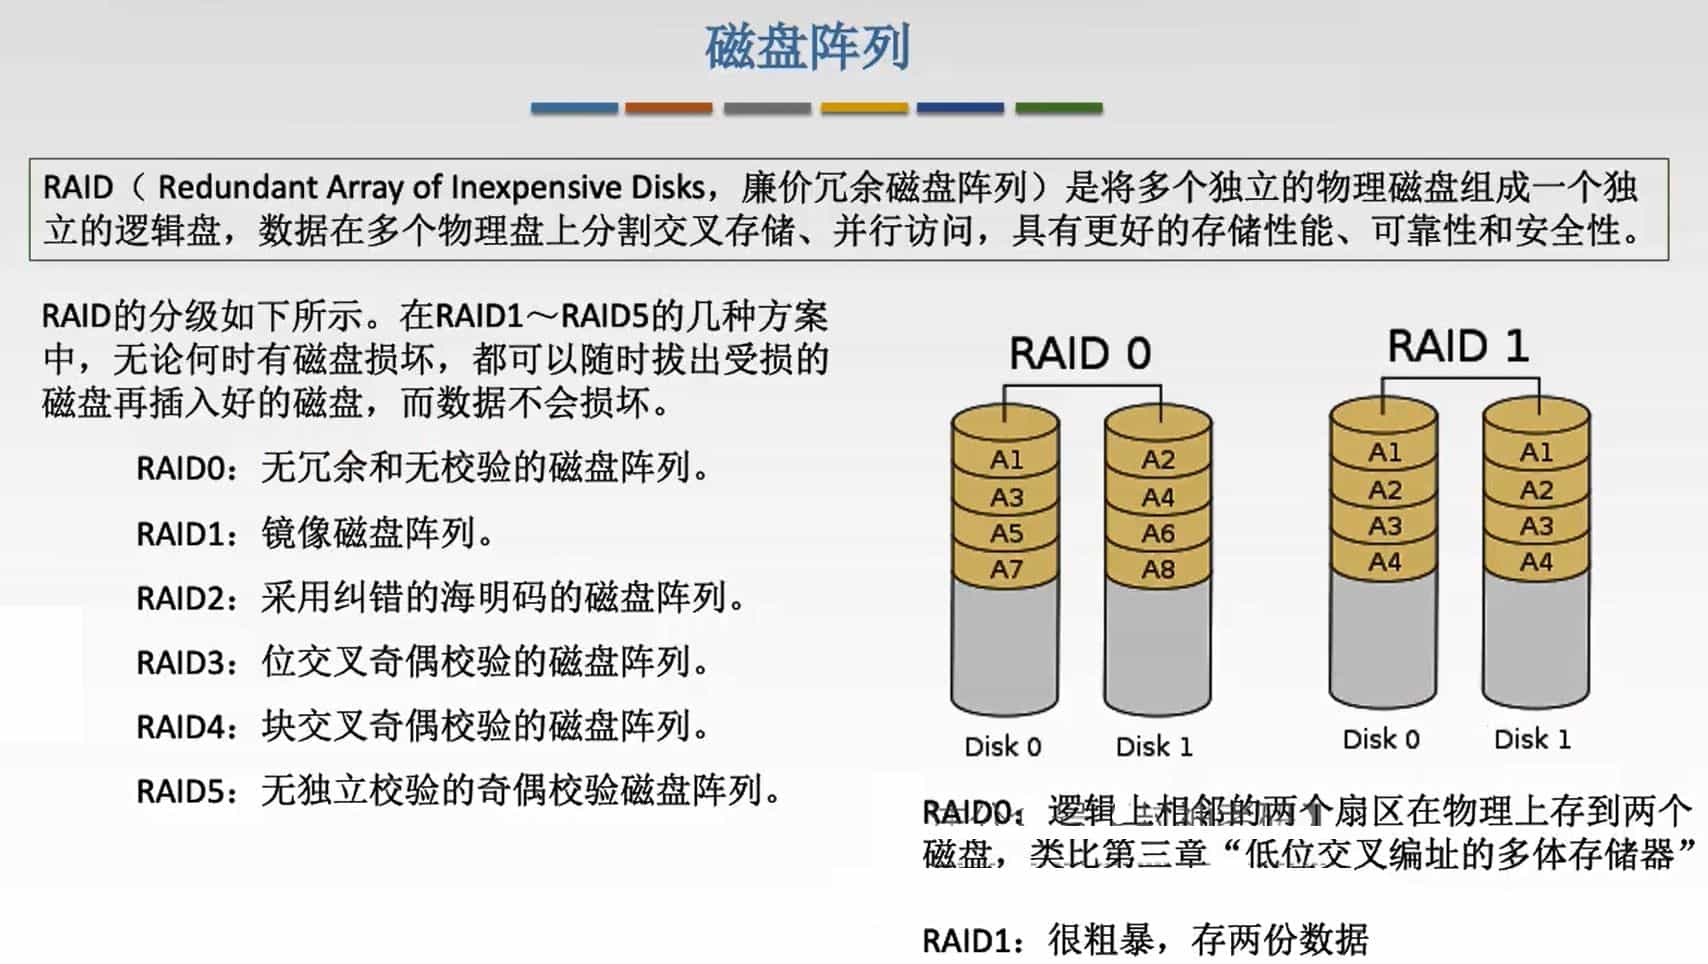 磁盘阵列
RAID（ Redundant Array of Inexpensive Disks，廉价冗余磁盘阵列）是将多个独立的物理磁盘组成一个独
立的逻辑盘，数据在多个物理盘上分割交叉存储、并行访问，具有更好的存储性能、可靠性和安全性。
RAID的分级如下所示。在RAID1～RAID5的几种方案
中，无论何时有磁盘损坏，都可以随时拔出受损的
磁盘再插入好的磁盘，而数据不会损坏。
RAID0：无冗余和无校验的磁盘阵列。
RAID1：镜像磁盘阵列。
RAID2：采用纠错的海明码的磁盘阵列。
RAID3：位交叉奇偶校验的磁盘阵列。
RAID4：块交叉奇偶校验的磁盘阵列。
RAID5：无独立校验的奇偶校验磁盘阵列。
RAID 0
A1 A2
A3 A4
A5 A6
A7 A8
Disk 0 Disk 1
RAID 1
A1 A1
A2 A2
A3 A3
A4 A4
Disk 0 Disk 1
RAID0：逻辑上相邻的两个扇区在物理上存到两个
磁盘，类比第三章“低位交叉编址的多体存储器”
RAID1：很粗暴，存两份数据